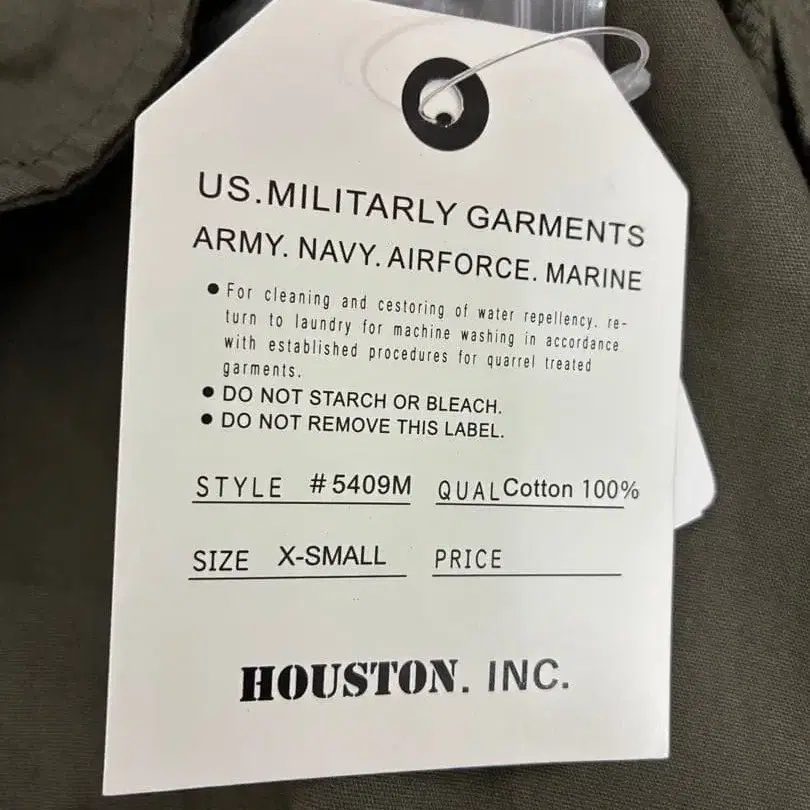 US.MILITARLY GARMENTS
ARMY. NAVY. AIRFORCE. MARINE
● For cleaning and cestoring of water repellency. re-
turn to laundry for machine washing in accordance
with established procedures for quarrel treated
garments.
● DO NOT STARCH OR BLEACH.
● DO NOT REMOVE THIS LABEL.
STYLE #5409M QUAL Cotton 100%
SIZE X-SMALL PRICE
HOUSTON. INC.